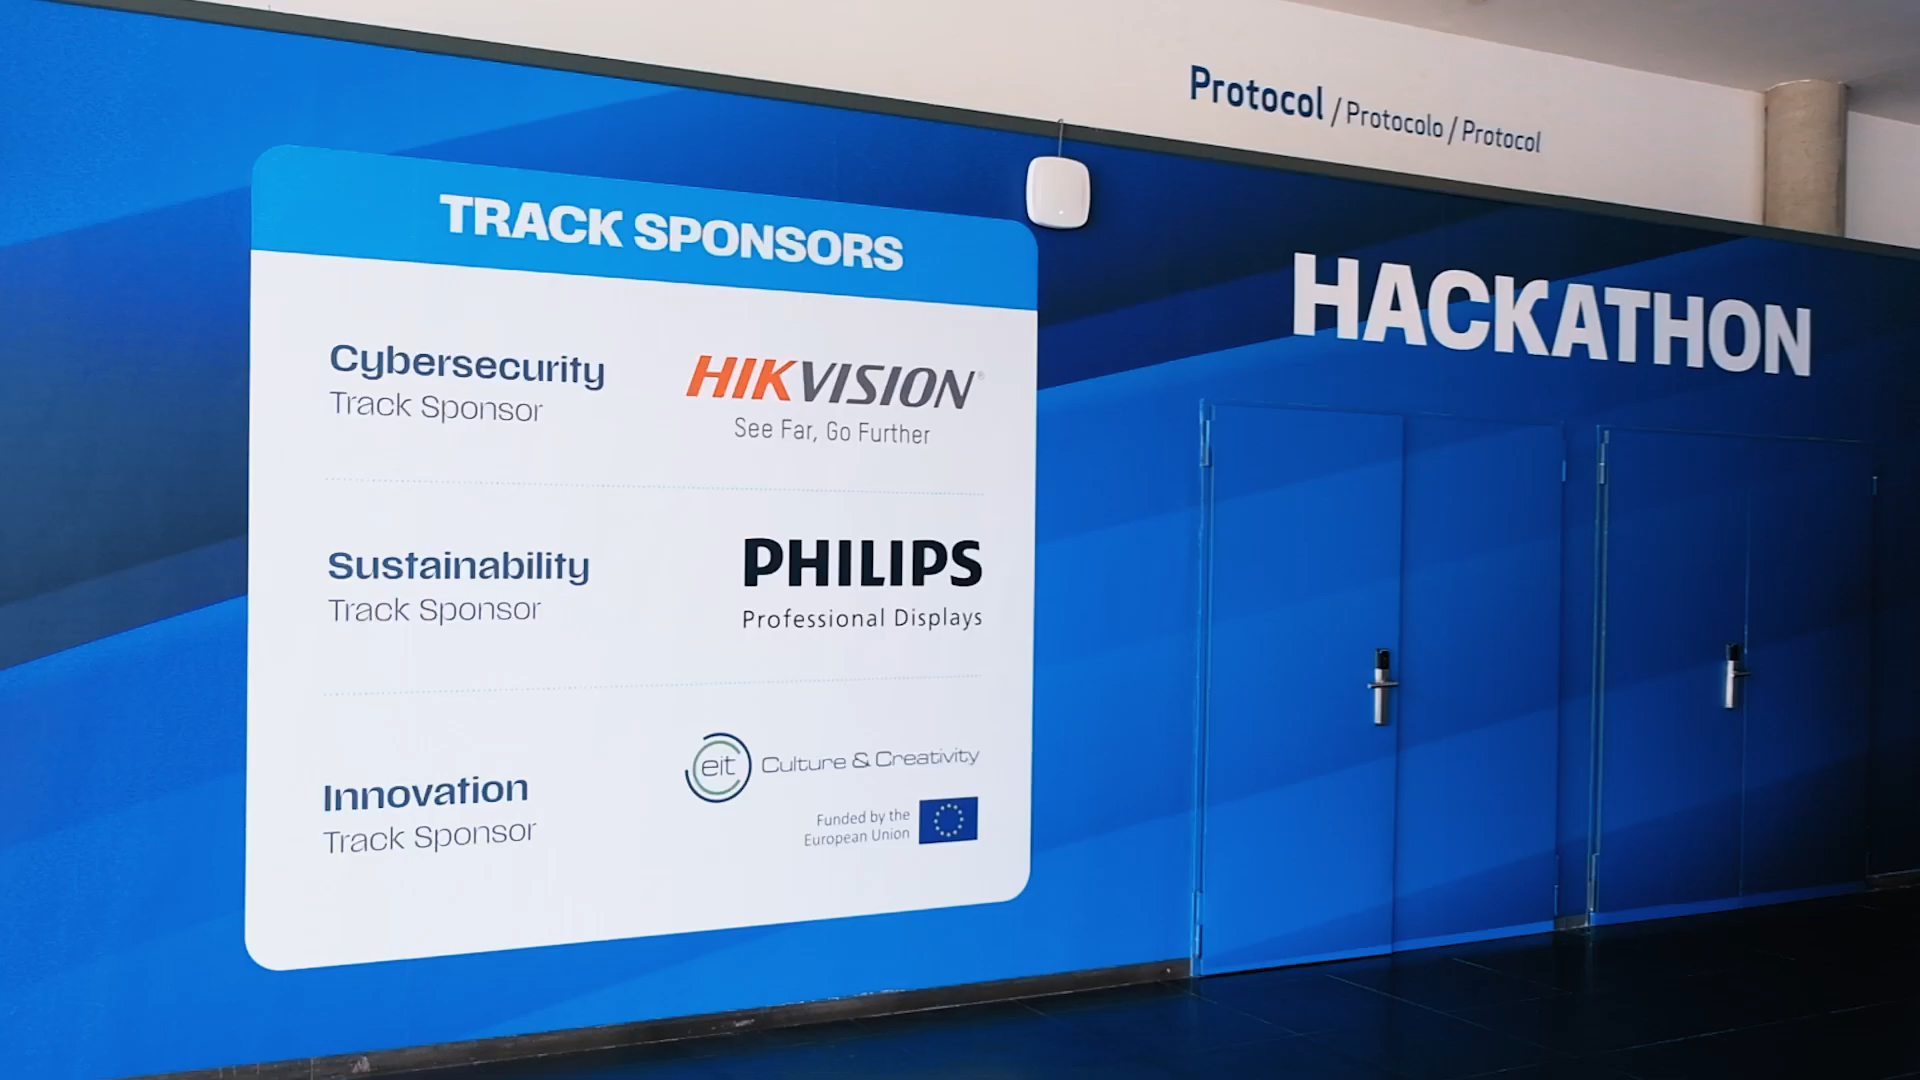 Protocol / Protocolo / Protocol
TRACK SPONSORS
Cybersecurity
Track Sponsor
HIKVISION®
See Far, Go Further
Sustainability
Track Sponsor
PHILIPS
Professional Displays
Innovation
Track Sponsor
eit Culture & Creativity
Funded by the
European Union
HACKATHON